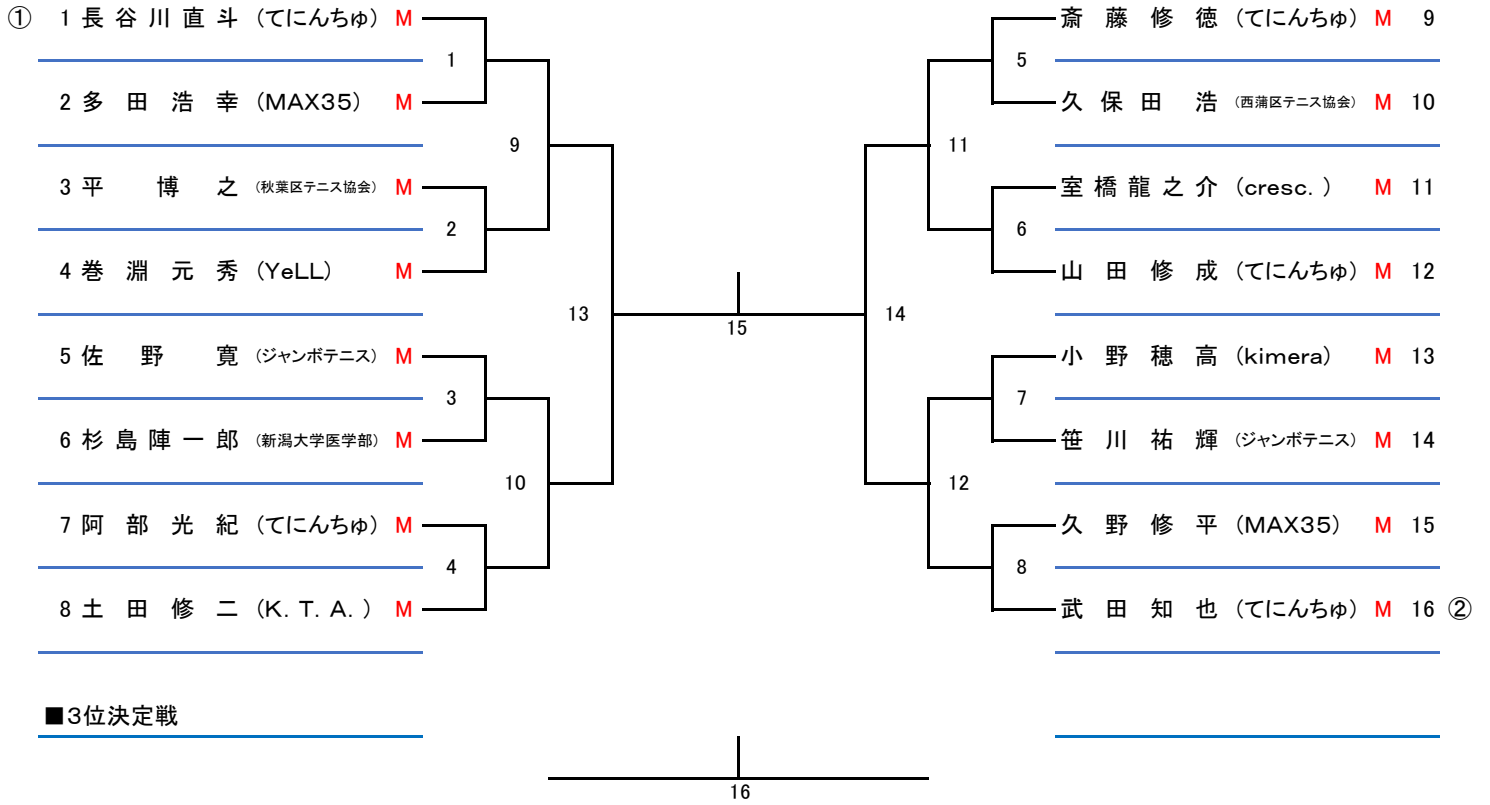 ① 1 長谷川直斗 (てにんちゅ) M
1
2 多田浩幸 (MAX35) M
9
3 平 博之 (秋葉区テニス協会) M
2
4 巻淵元秀 (YeLL) M
13
5 佐野 寛 (ジャンボテニス) M
3
6 杉島陣一郎 (新潟大学医学部) M
10
7 阿部光紀 (てにんちゅ) M
4
8 土田修二 (K.T.A.) M
15
斎藤修徳 (てにんちゅ) M 9
5
久保田 浩 (西蒲区テニス協会) M 10
11
室橋龍之介 (cresc.) M 11
6
山田修成 (てにんちゅ) M 12
14
小野穂高 (kimera) M 13
7
笹川祐輝 (ジャンボテニス) M 14
12
久野修平 (MAX35) M 15
8
武田知也 (てにんちゅ) M 16 ②
■3位決定戦
16